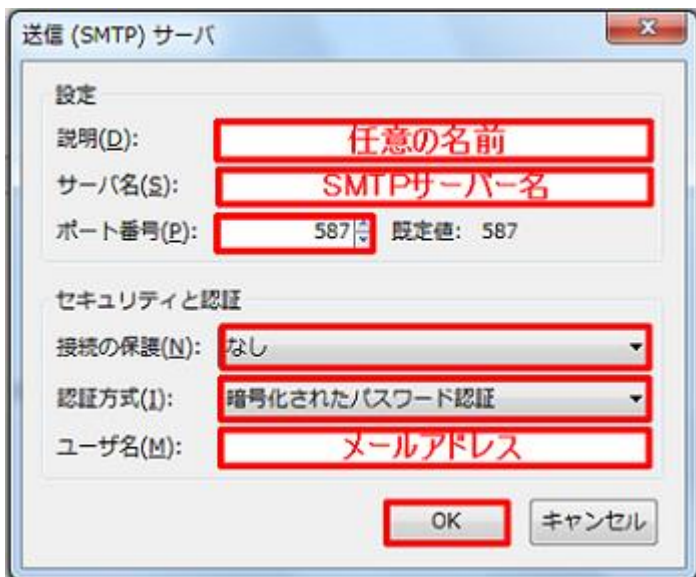 送信 (SMTP) サーバ
設定
説明(D): 任意の名前
サーバ名(S): SMTPサーバー名
ポート番号(P): 587 既定値: 587
セキュリティと認証
接続の保護(N): なし
認証方式(I): 暗号化されたパスワード認証
ユーザ名(M): メールアドレス
OK キャンセル